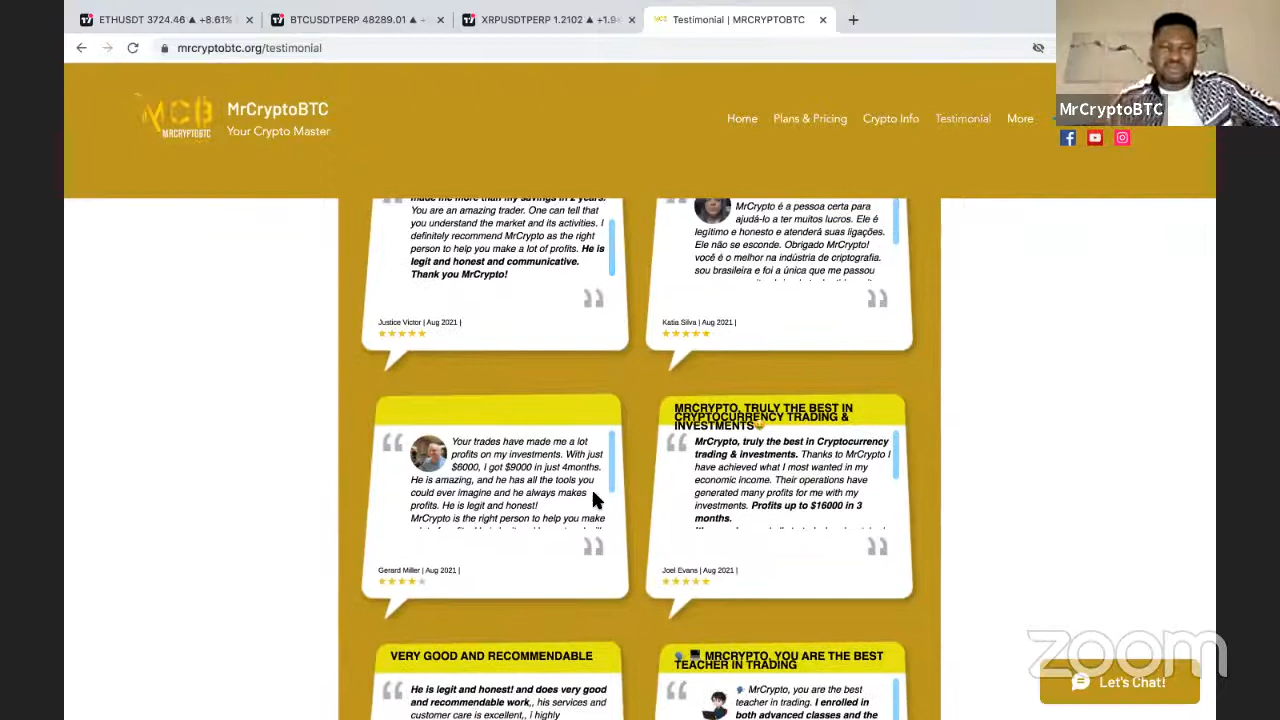 ETHUSDT 3724.46 ▲ +8.61%
BTCUSDTPERP 48289.01 ▲ +
XRPUSDTPERP 1.2102 ▲ +1.9
Testimonial | MRCRYPTOBTC
mrcryptobtc.org/testimonial
MCB
MRCRYPTOBTC
MrCryptoBTC
Your Crypto Master
Home Plans & Pricing Crypto Info Testimonial More
MrCryptoBTC
made me more than my savings in 2 years.
You are an amazing trader. One can tell that
you understand the market and its activities. I
definitely recommend MrCrypto as the right
person to help you make a lot of profits. He is
legit and honest and communicative.
Thank you MrCrypto!
Justice Victor | Aug 2021 |
MrCrypto é a pessoa certa para
ajudá-lo a ter muitos lucros. Ele é
legítimo e honesto e atenderá suas ligações.
Ele não se esconde. Obrigado MrCrypto!
você é o melhor na indústria de criptografia.
sou brasileira e foi a única que me passou
Katia Silva | Aug 2021 |
Your trades have made me a lot
profits on my investments. With just
$6000, I got $9000 in just 4months.
He is amazing, and he has all the tools you
could ever imagine and he always makes
profits. He is legit and honest!
MrCrypto is the right person to help you make
Gerard Miller | Aug 2021 |
MRCRYPTO, TRULY THE BEST IN
CRYPTOCURRENCY TRADING &
INVESTMENTS
MrCrypto, truly the best in Cryptocurrency
trading & investments. Thanks to MrCrypto I
have achieved what I most wanted in my
economic income. Their operations have
generated many profits for me with my
investments. Profits up to $16000 in 3
months.
Joel Evans | Aug 2021 |
VERY GOOD AND RECOMMENDABLE
He is legit and honest! and does very good
and recommendable work,, his services and
customer care is excellent,, I highly
MRCRYPTO, YOU ARE THE BEST
TEACHER IN TRADING
MrCrypto, you are the best
teacher in trading. I enrolled in
both advanced classes and the
zoom
Let's Chat!